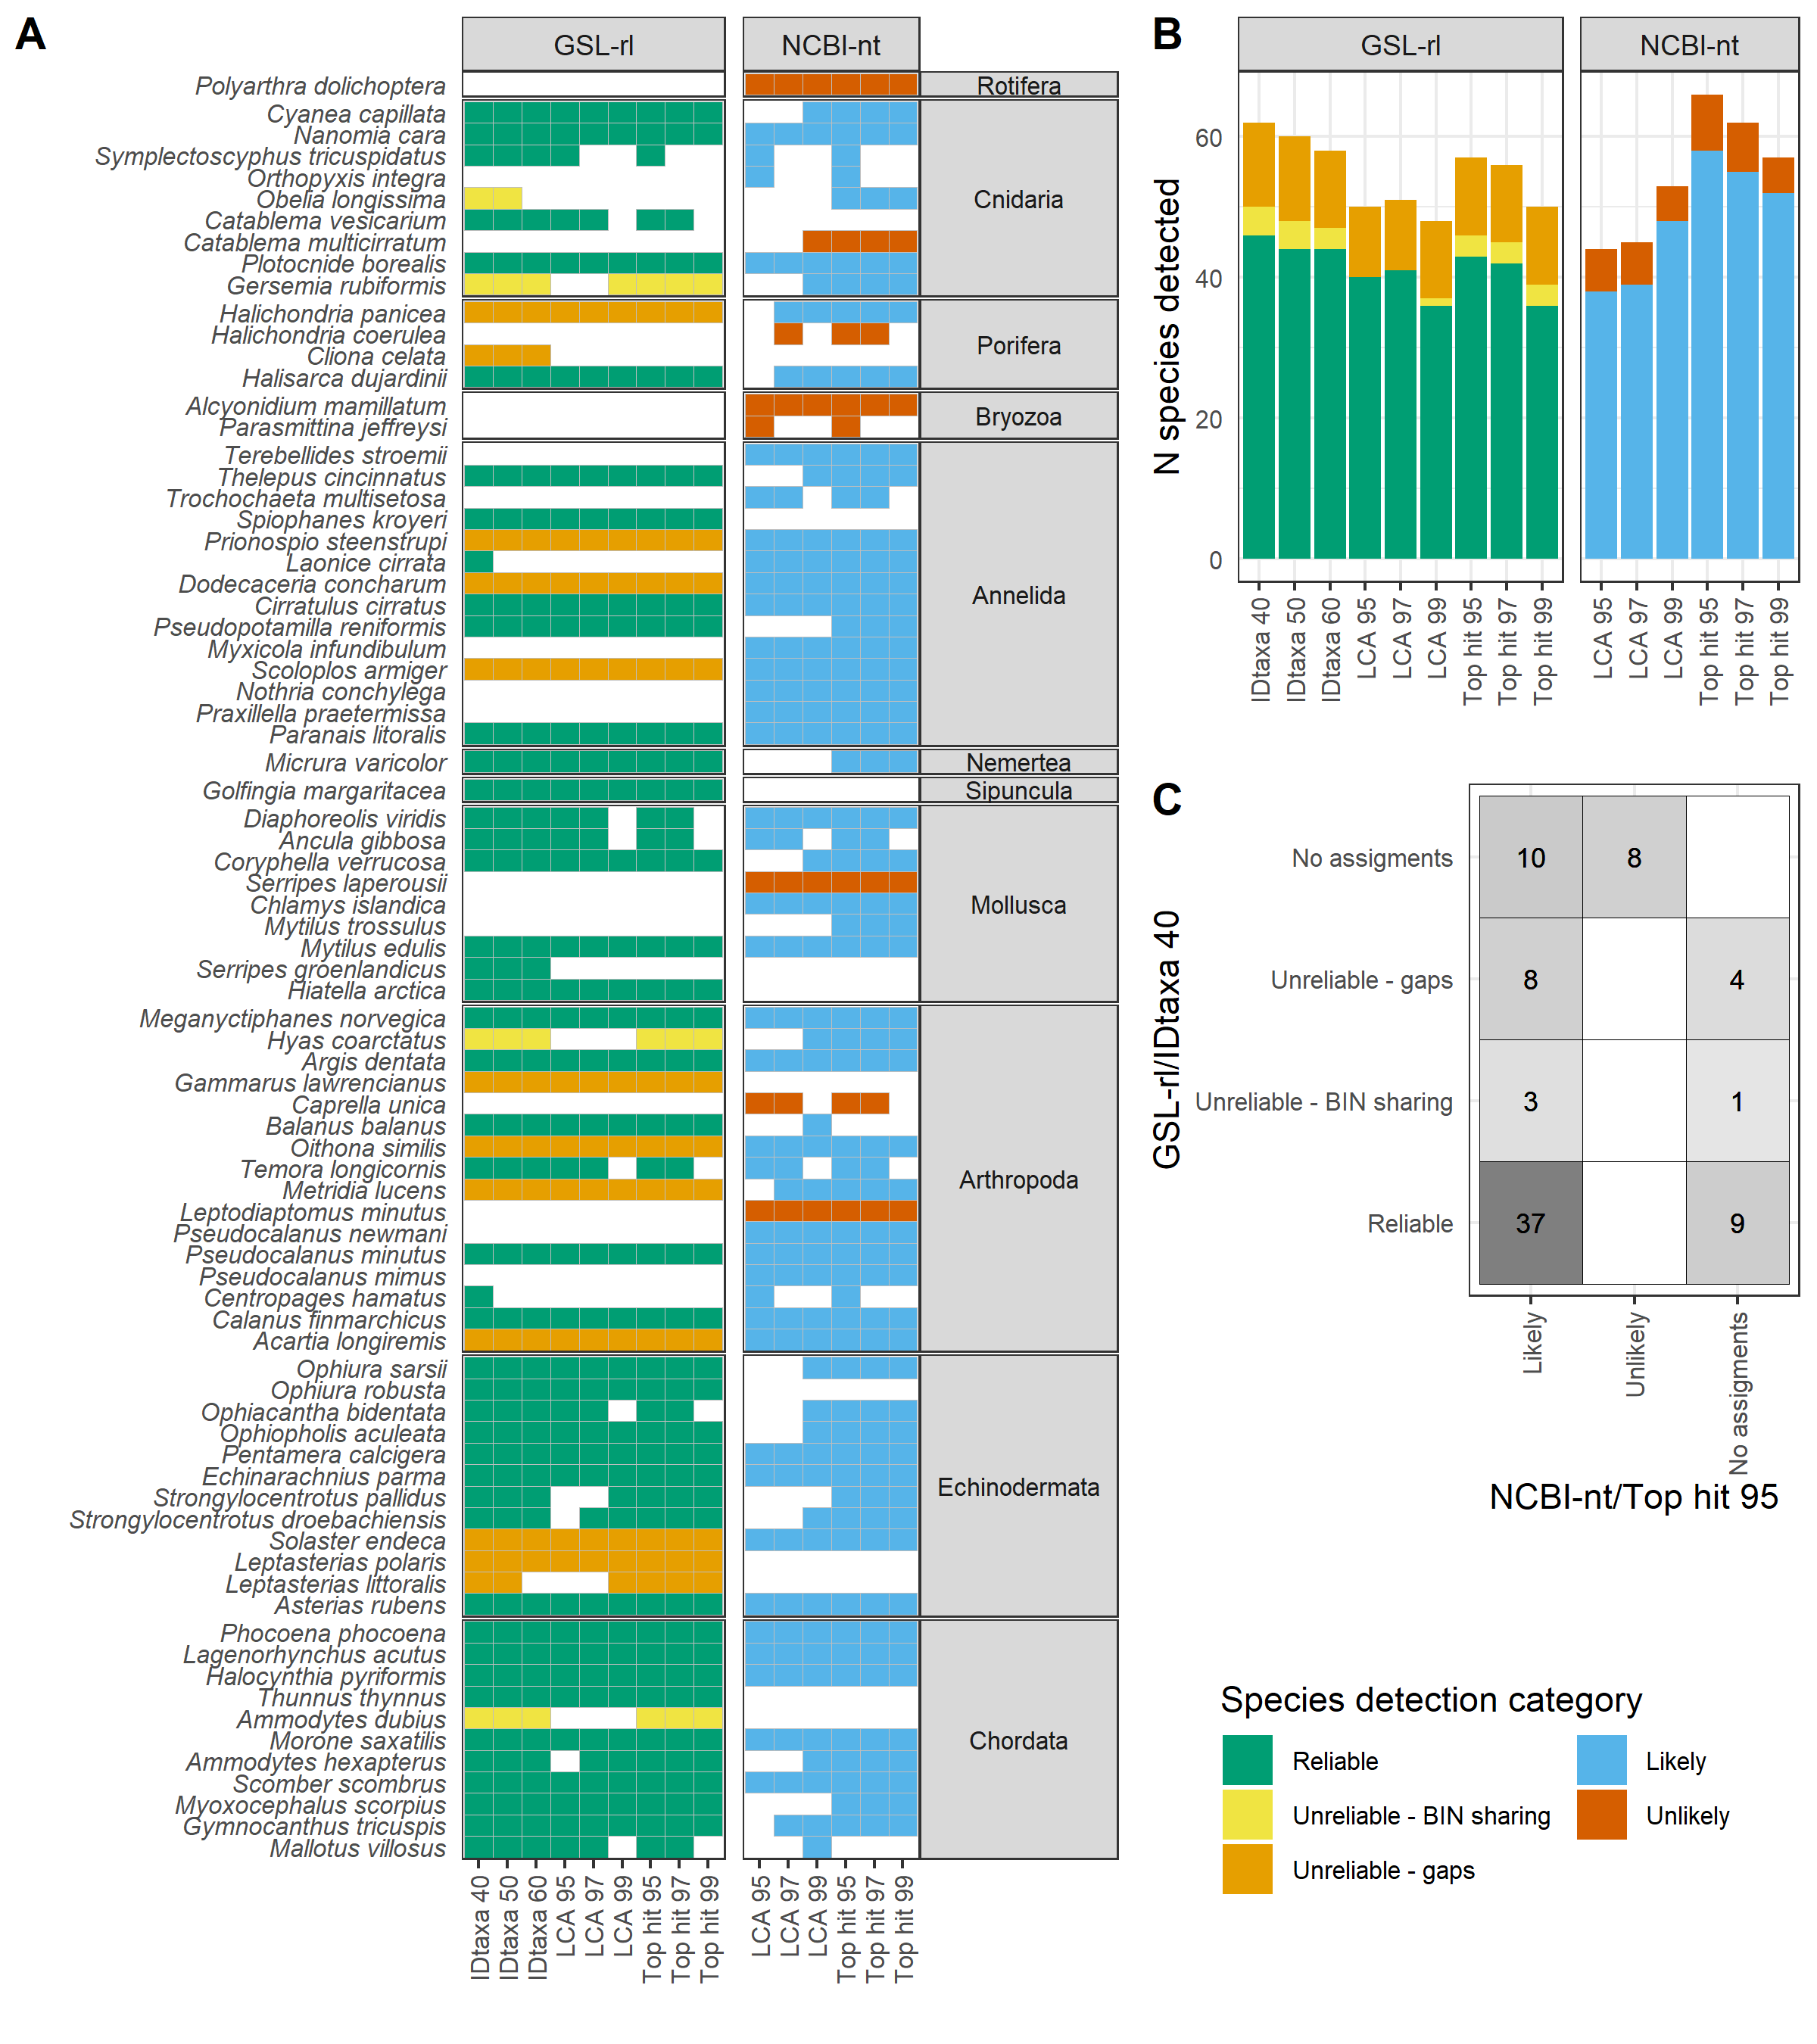 A
GSL-rl
NCBI-nt
Polyarthra dolichoptera
Rotifera
Cyanea capillata
Nanomia cara
Symplectoscyphus tricuspidatus
Orthopyxis integra
Obelia longissima
Catablema vesicarium
Catablema multicirratum
Plotocnide borealis
Gersemia rubiformis
Cnidaria
Halichondria panicea
Halichondria coerulea
Cliona celata
Halisarca dujardinii
Porifera
Alcyonidium mamillatum
Parasmittina jeffreysi
Bryozoa
Terebellides stroemii
Thelepus cincinnatus
Trochochaeta multisetosa
Spiophanes kroyeri
Prionospio steenstrupi
Laonice cirrata
Dodecaceria concharum
Cirratulus cirratus
Pseudopotamilla reniformis
Myxicola infundibulum
Scoloplos armiger
Nothria conchylega
Praxillella praetermissa
Paranais litoralis
Annelida
Micrura varicolor
Nemertea
Golfingia margaritacea
Sipuncula
Diaphoreolis viridis
Ancula gibbosa
Coryphella verrucosa
Serripes laperousii
Chlamys islandica
Mytilus trossulus
Mytilus edulis
Serripes groenlandicus
Hiatella arctica
Mollusca
Meganyctiphanes norvegica
Hyas coarctatus
Argis dentata
Gammarus lawrencianus
Caprella unica
Balanus balanus
Oithona similis
Temora longicornis
Metridia lucens
Leptodiaptomus minutus
Pseudocalanus newmani
Pseudocalanus minutus
Pseudocalanus mimus
Centropages hamatus
Calanus finmarchicus
Acartia longiremis
Arthropoda
Ophiura sarsii
Ophiura robusta
Ophiacantha bidentata
Ophiopholis aculeata
Pentamera calcigera
Echinarachnius parma
Strongylocentrotus pallidus
Strongylocentrotus droebachiensis
Solaster endeca
Leptasterias polaris
Leptasterias littoralis
Asterias rubens
Echinodermata
Phocoena phocoena
Lagenorhynchus acutus
Halocynthia pyriformis
Thunnus thynnus
Ammodytes dubius
Morone saxatilis
Ammodytes hexapterus
Scomber scombrus
Myoxocephalus scorpius
Gymnocanthus tricuspis
Mallotus villosus
Chordata
IDtaxa 40
IDtaxa 50
IDtaxa 60
LCA 95
LCA 97
LCA 99
Top hit 95
Top hit 97
Top hit 99
LCA 95
LCA 97
LCA 99
Top hit 95
Top hit 97
Top hit 99
B
GSL-rl
NCBI-nt
N species detected
60
40
20
0
IDtaxa 40
IDtaxa 50
IDtaxa 60
LCA 95
LCA 97
LCA 99
Top hit 95
Top hit 97
Top hit 99
LCA 95
LCA 97
LCA 99
Top hit 95
Top hit 97
Top hit 99
C
GSL-rl/IDtaxa 40
No assigments
10
8
Unreliable - gaps
8
4
Unreliable - BIN sharing
3
1
Reliable
37
9
Likely
Unlikely
No assigments
NCBI-nt/Top hit 95
Species detection category
Reliable
Likely
Unreliable - BIN sharing
Unlikely
Unreliable - gaps